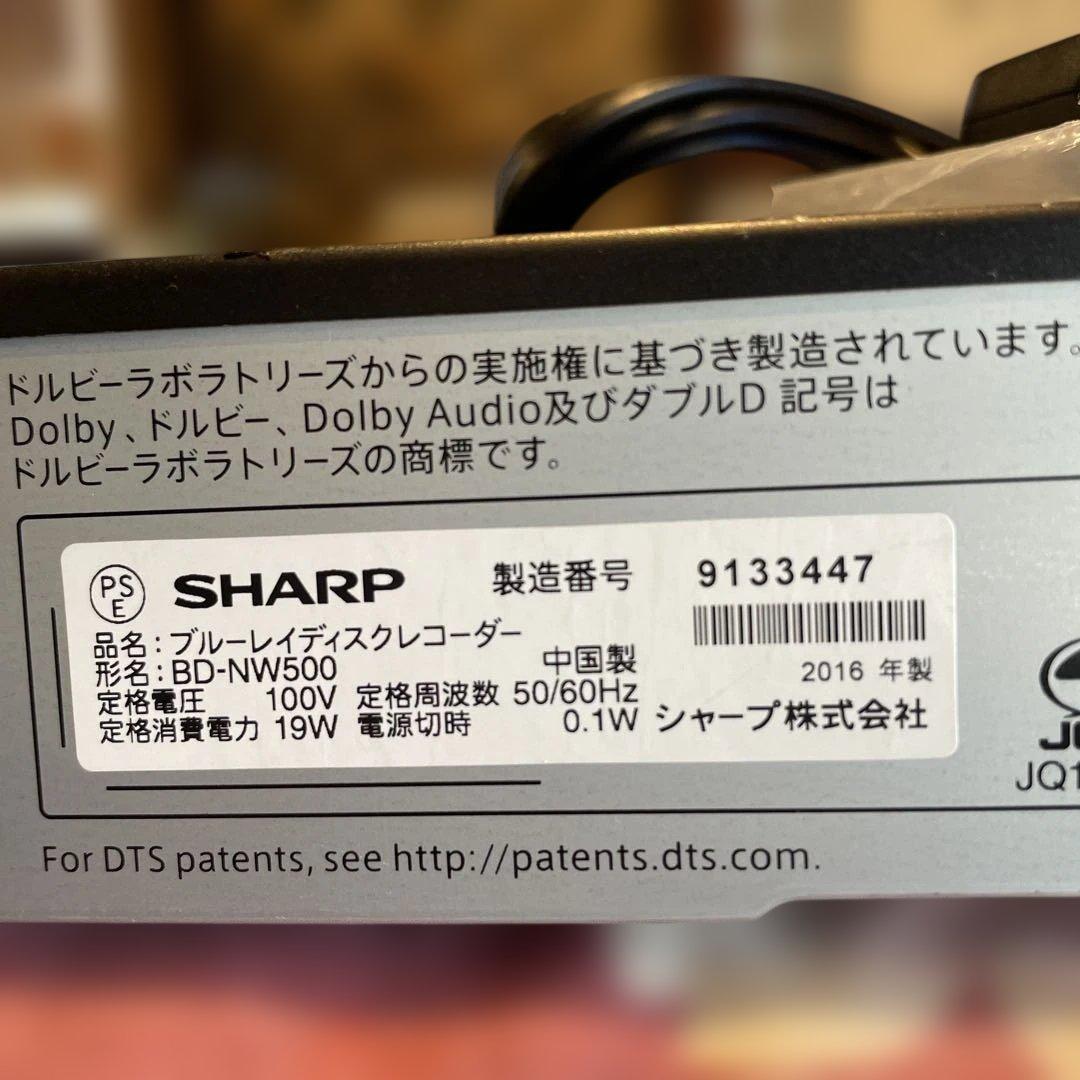 ドルビーラボラトリーズからの実施権に基づき製造されています。
Dolby、ドルビー、Dolby Audio及びダブルD 記号は
ドルビーラボラトリーズの商標です。
PS
E
SHARP 製造番号 9133447
品名:ブルーレイディスクレコーダー
形名:BD-NW500 中国製 2016 年製
定格電圧 100V 定格周波数 50/60Hz
定格消費電力 19W 電源切時 0.1W シャープ株式会社
JQ1
For DTS patents, see http://patents.dts.com.